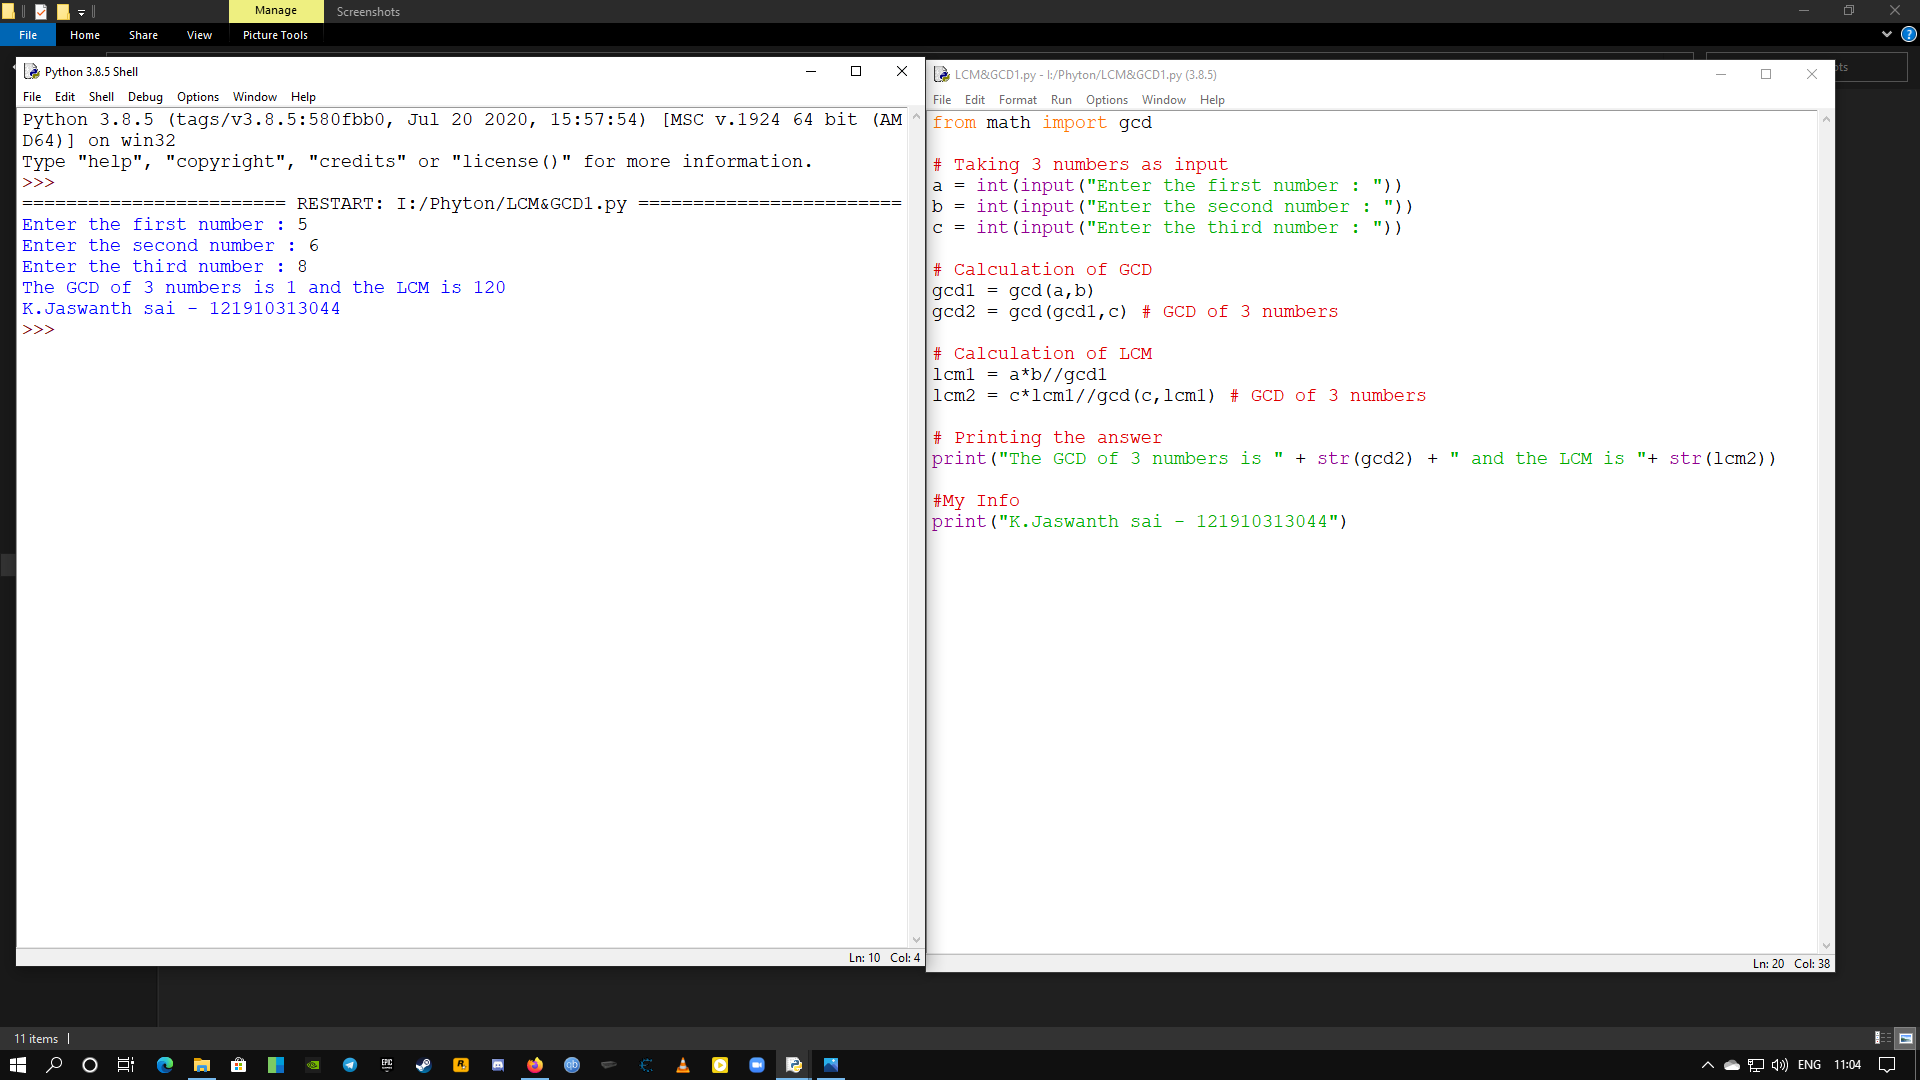 Manage
Screenshots
File Home Share View Picture Tools
Python 3.8.5 Shell
File Edit Shell Debug Options Window Help
Python 3.8.5 (tags/v3.8.5:580fbb0, Jul 20 2020, 15:57:54) [MSC v.1924 64 bit (AM
D64)] on win32
Type "help", "copyright", "credits" or "license()" for more information.
>>>
======================== RESTART: I:/Phyton/LCM&GCD1.py ========================
Enter the first number : 5
Enter the second number : 6
Enter the third number : 8
The GCD of 3 numbers is 1 and the LCM is 120
K.Jaswanth sai - 121910313044
>>>
Ln: 10 Col: 4
LCM&GCD1.py - I:/Phyton/LCM&GCD1.py (3.8.5)
File Edit Format Run Options Window Help
from math import gcd
# Taking 3 numbers as input
a = int(input("Enter the first number : "))
b = int(input("Enter the second number : "))
c = int(input("Enter the third number : "))
# Calculation of GCD
gcd1 = gcd(a,b)
gcd2 = gcd(gcd1,c) # GCD of 3 numbers
# Calculation of LCM
lcm1 = a*b//gcd1
lcm2 = c*lcm1//gcd(c,lcm1) # GCD of 3 numbers
# Printing the answer
print("The GCD of 3 numbers is " + str(gcd2) + " and the LCM is "+ str(lcm2))
#My Info
print("K.Jaswanth sai - 121910313044")
Ln: 20 Col: 38
11 items
ENG 11:04